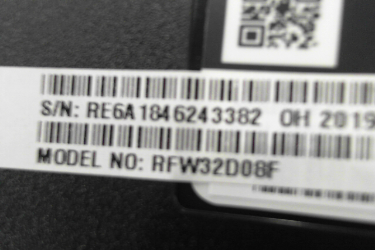 S/N: RE6A1846243382 OH 2019
MODEL NO: RFW32D08F